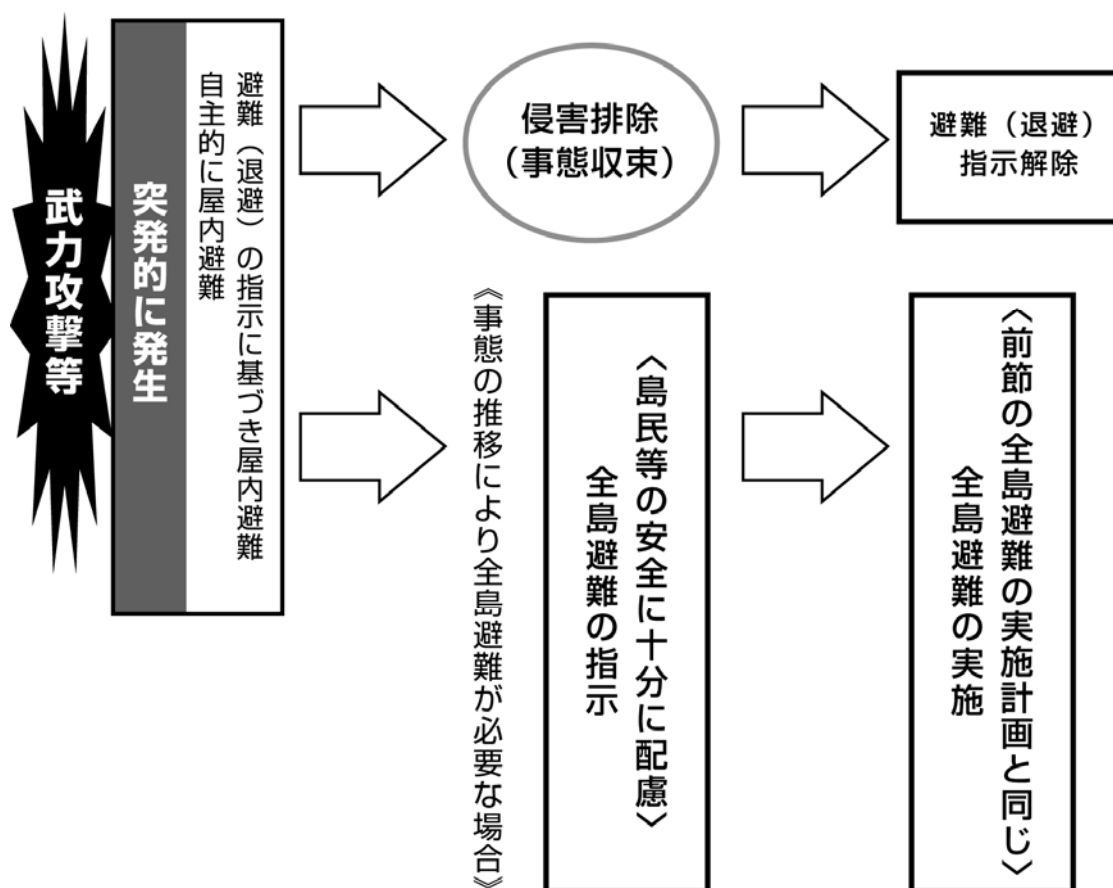 武力攻撃等
突発的に発生
避難（退避）の指示に基づき屋内避難
自主的に屋内避難
侵害排除
（事態収束）
避難（退避）
指示解除
《事態の推移により全島避難が必要な場合》
〈島民等の安全に十分に配慮〉
全島避難の指示
〈前節の全島避難の実施計画と同じ〉
全島避難の実施